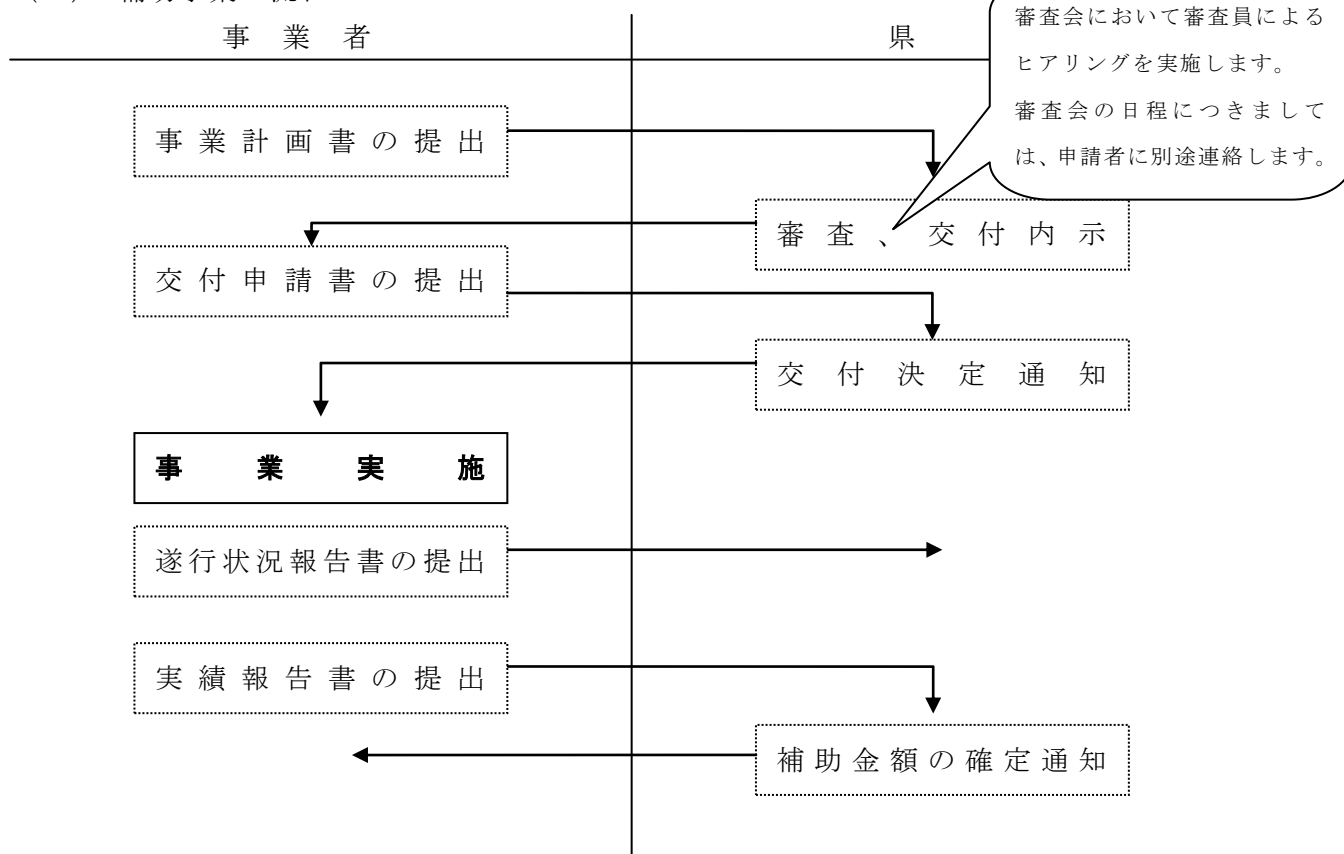 事業者
県
審査会において審査員による
ヒアリングを実施します。
審査会の日程につきまして
は、申請者に別途連絡します。
事業計画書の提出
審査、交付内示
交付申請書の提出
交付決定通知
事業実施
遂行状況報告書の提出
実績報告書の提出
補助金額の確定通知